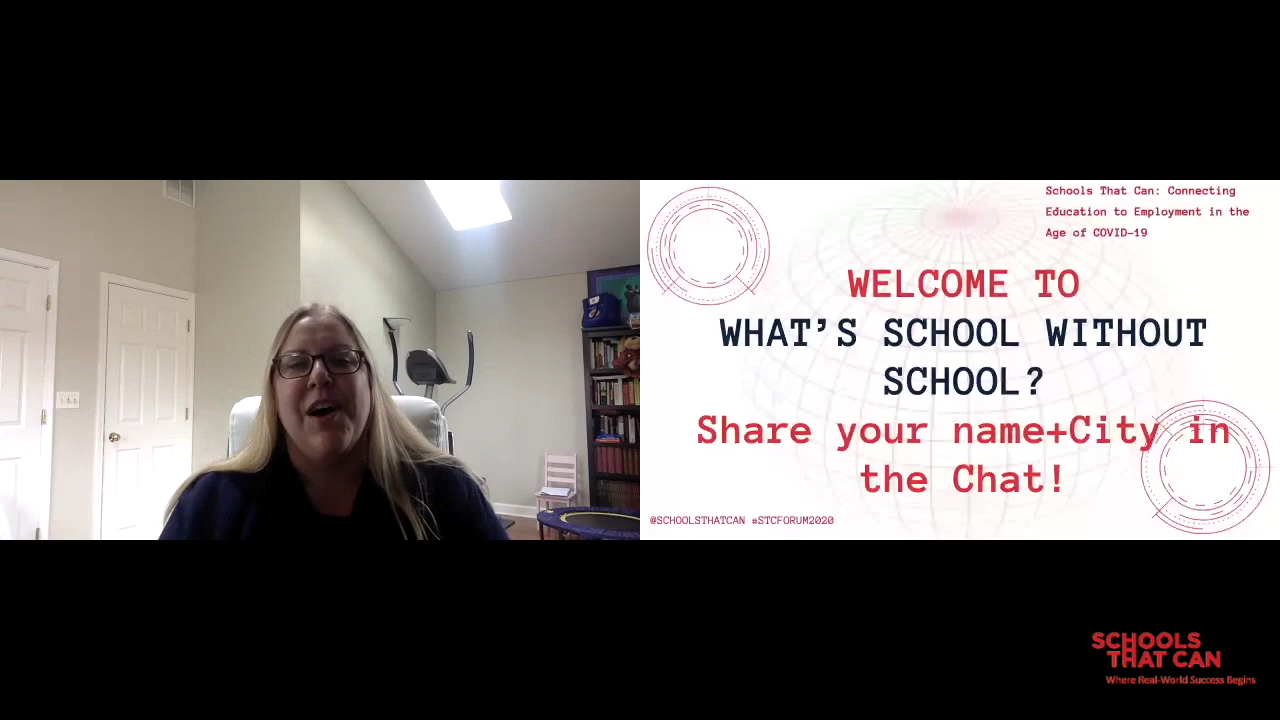 Schools That Can: Connecting
Education to Employment in the
Age of COVID-19
WELCOME TO
WHAT'S SCHOOL WITHOUT
SCHOOL?
Share your name+City in
the Chat!
@SCHOOLSTHATCAN #STCFORUM2020
SCHOOLS
THAT CAN
Where Real-World Success Begins